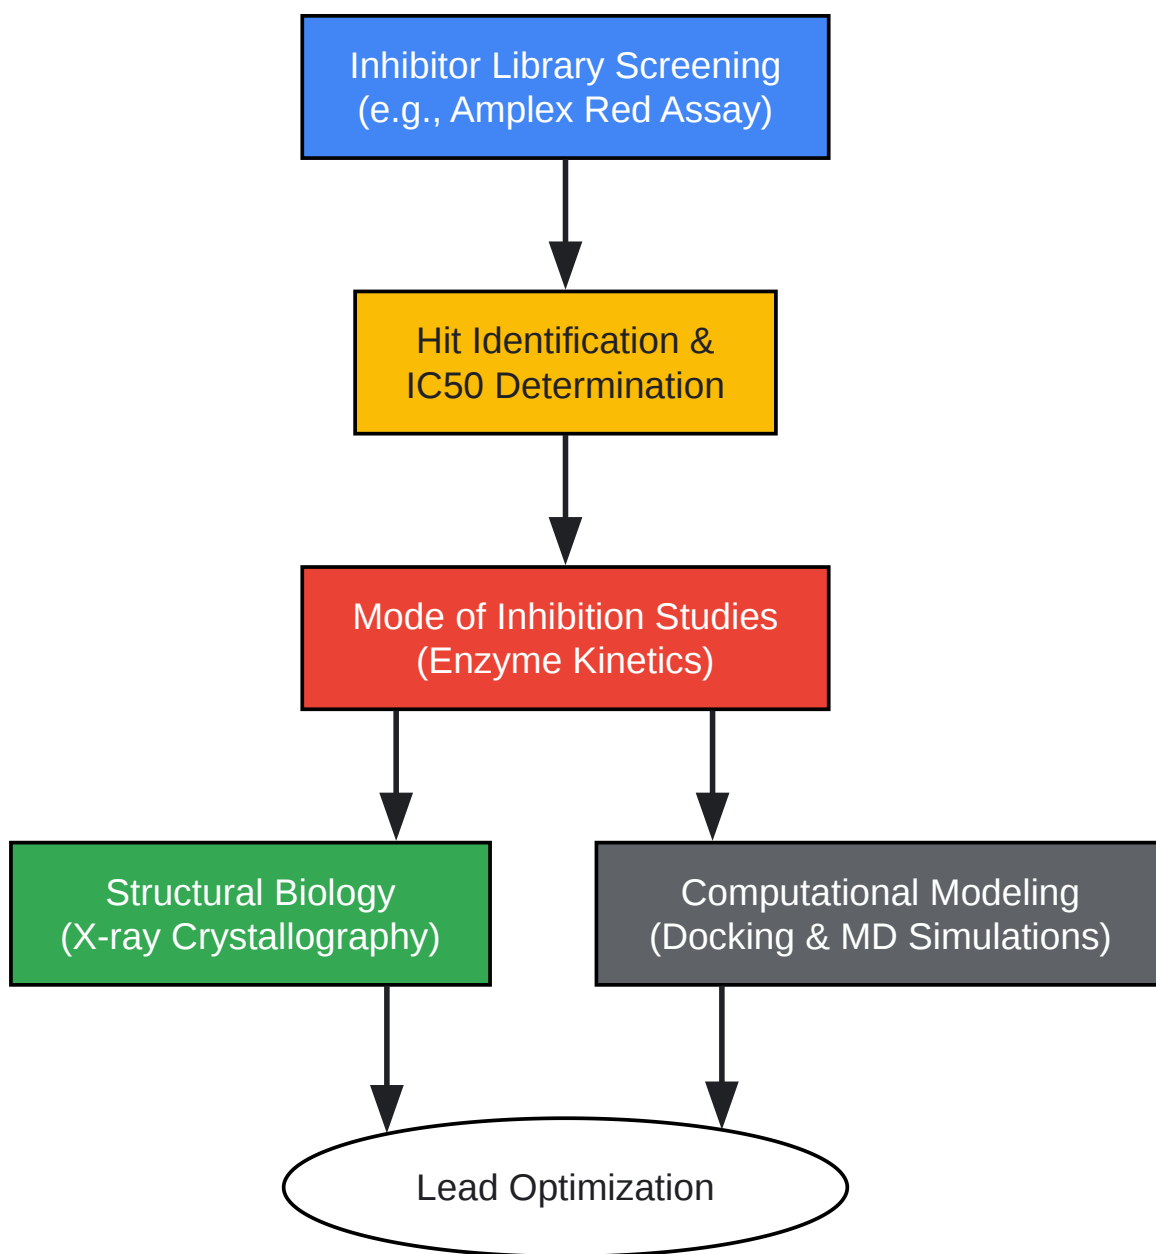 Inhibitor Library Screening
(e.g., Amplex Red Assay)
Hit Identification &
IC50 Determination
Mode of Inhibition Studies
(Enzyme Kinetics)
Structural Biology
(X-ray Crystallography)
Computational Modeling
(Docking & MD Simulations)
Lead Optimization